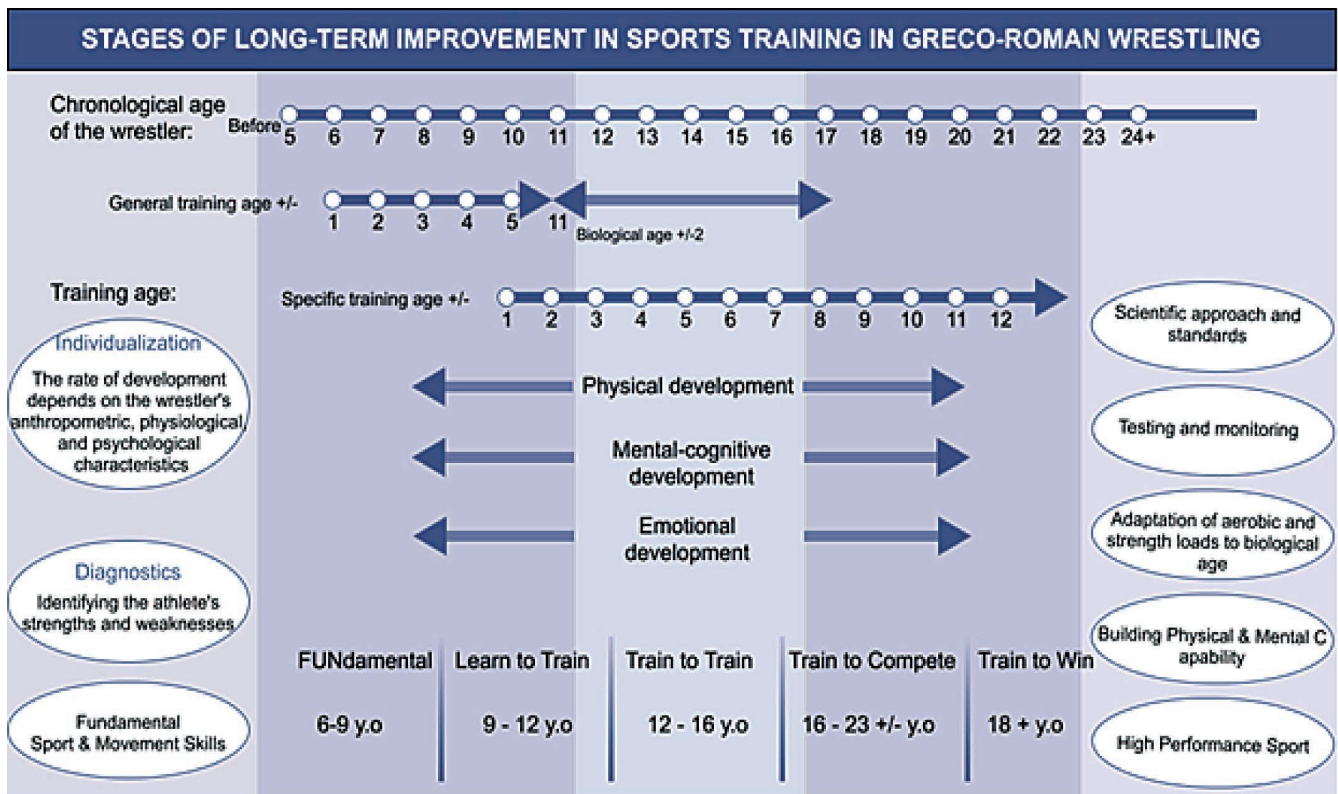 STAGES OF LONG-TERM IMPROVEMENT IN SPORTS TRAINING IN GRECO-ROMAN WRESTLING
Chronological age
of the wrestler:
Before
5 6 7 8 9 10 11 12 13 14 15 16 17 18 19 20 21 22 23 24+
General training age +/-
1 2 3 4 5 11
Biological age +/-2
Training age:
Specific training age +/-
1 2 3 4 5 6 7 8 9 10 11 12
Individualization
The rate of development
depends on the wrestler's
anthropometric, physiological,
and psychological
characteristics
Diagnostics
Identifying the athlete's
strengths and weaknesses
Fundamental
Sport & Movement Skills
Physical development
Mental-cognitive
development
Emotional
development
FUNdamental
6-9 y.o
Learn to Train
9 - 12 y.o
Train to Train
12 - 16 y.o
Train to Compete
16 - 23 +/- y.o
Train to Win
18 + y.o
Scientific approach and
standards
Testing and monitoring
Adaptation of aerobic and
strength loads to biological
age
Building Physical & Mental C
apability
High Performance Sport